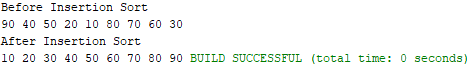 Before Insertion Sort
90 40 50 20 10 80 70 60 30
After Insertion Sort
10 20 30 40 50 60 70 80 90 BUILD SUCCESSFUL (total time: 0 seconds)